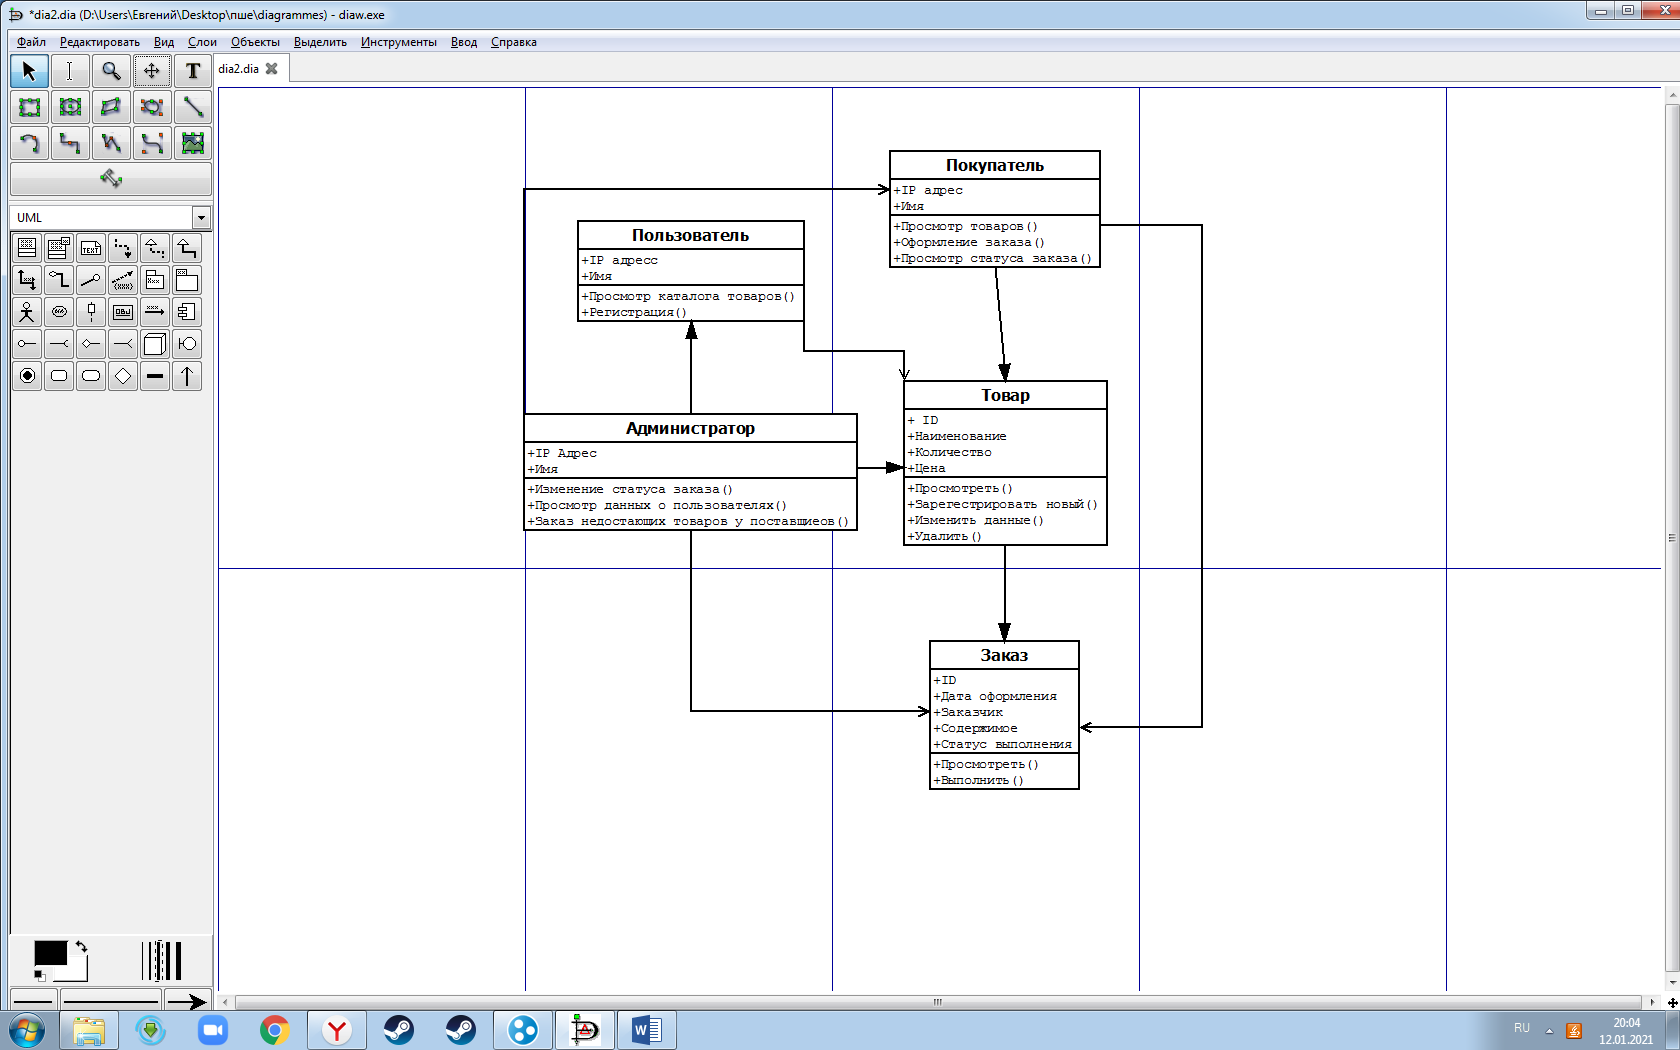 *dia2.dia (D:\Users\Евгений\Desktop\пше\diagrammes) - diaw.exe
Файл Редактировать Вид Слои Объекты Выделить Инструменты Ввод Справка
dia2.dia
T
UML
TEXT
OBJ
Покупатель
+IP адрес
+Имя
+Просмотр товаров()
+Оформление заказа()
+Просмотр статуса заказа()
Пользователь
+IP адресс
+Имя
+Просмотр каталога товаров()
+Регистрация()
Товар
+ ID
+Наименование
+Количество
+Цена
+Просмотреть()
+Зарегестрировать новый()
+Изменить данные()
+Удалить()
Администратор
+IP Адрес
+Имя
+Изменение статуса заказа()
+Просмотр данных о пользователях()
+Заказ недостающих товаров у поставщиеов()
Заказ
+ID
+Дата оформления
+Заказчик
+Содержимое
+Статус выполнения
+Просмотреть()
+Выполнить()
RU
20:04
12.01.2021